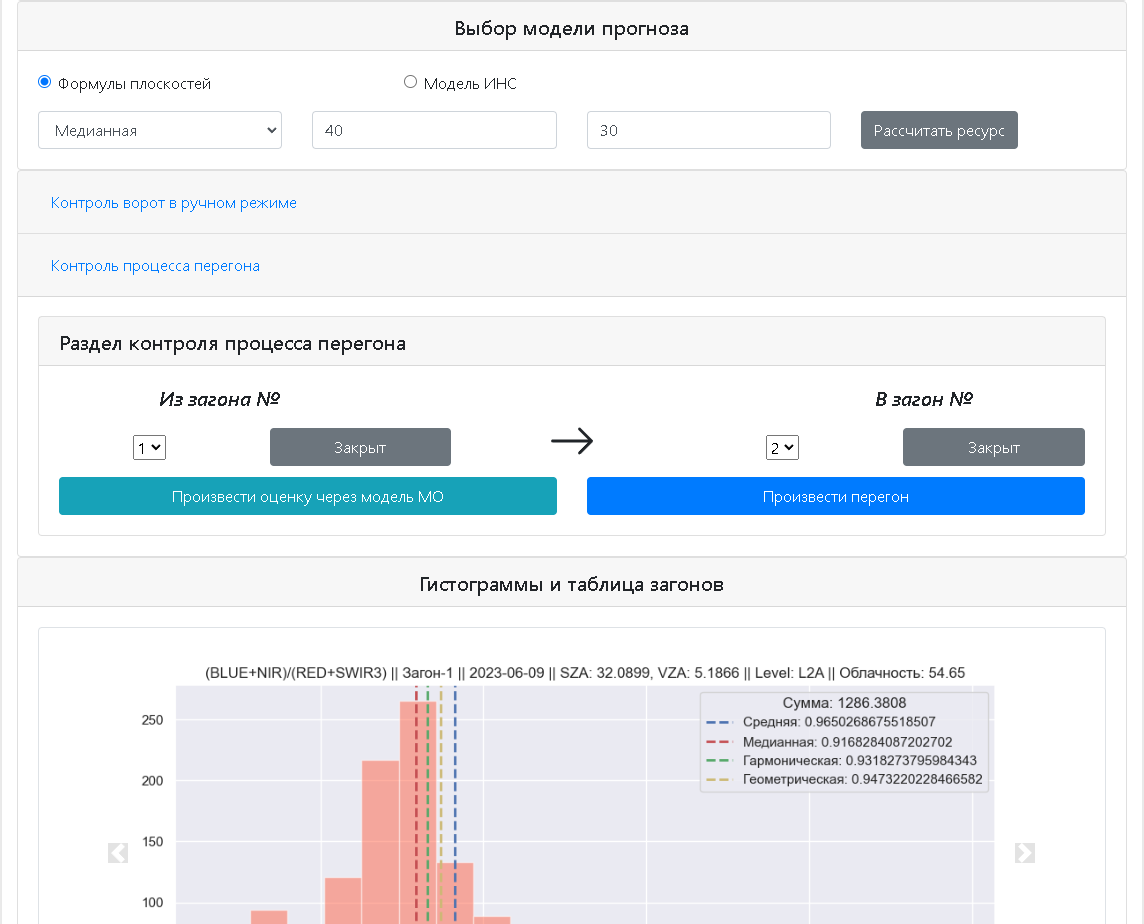 Выбор модели прогноза
Формулы плоскостей
Модель ИНС
Медианная
40
30
Рассчитать ресурс
Контроль ворот в ручном режиме
Контроль процесса перегона
Раздел контроля процесса перегона
Из загона №
В загон №
1
Закрыт
2
Закрыт
Произвести оценку через модель МО
Произвести перегон
Гистограммы и таблица загонов
(BLUE+NIR)/(RED+SWIR3) || Загон-1 || 2023-06-09 || SZA: 32.0899, VZA: 5.1866 || Level: L2A || Облачность: 54.65
Сумма: 1286.3808
Средняя: 0.9650268675518507
Медианная: 0.9168284087202702
Гармоническая: 0.9318273795984343
Геометрическая: 0.9473220228466582
250
200
150
100